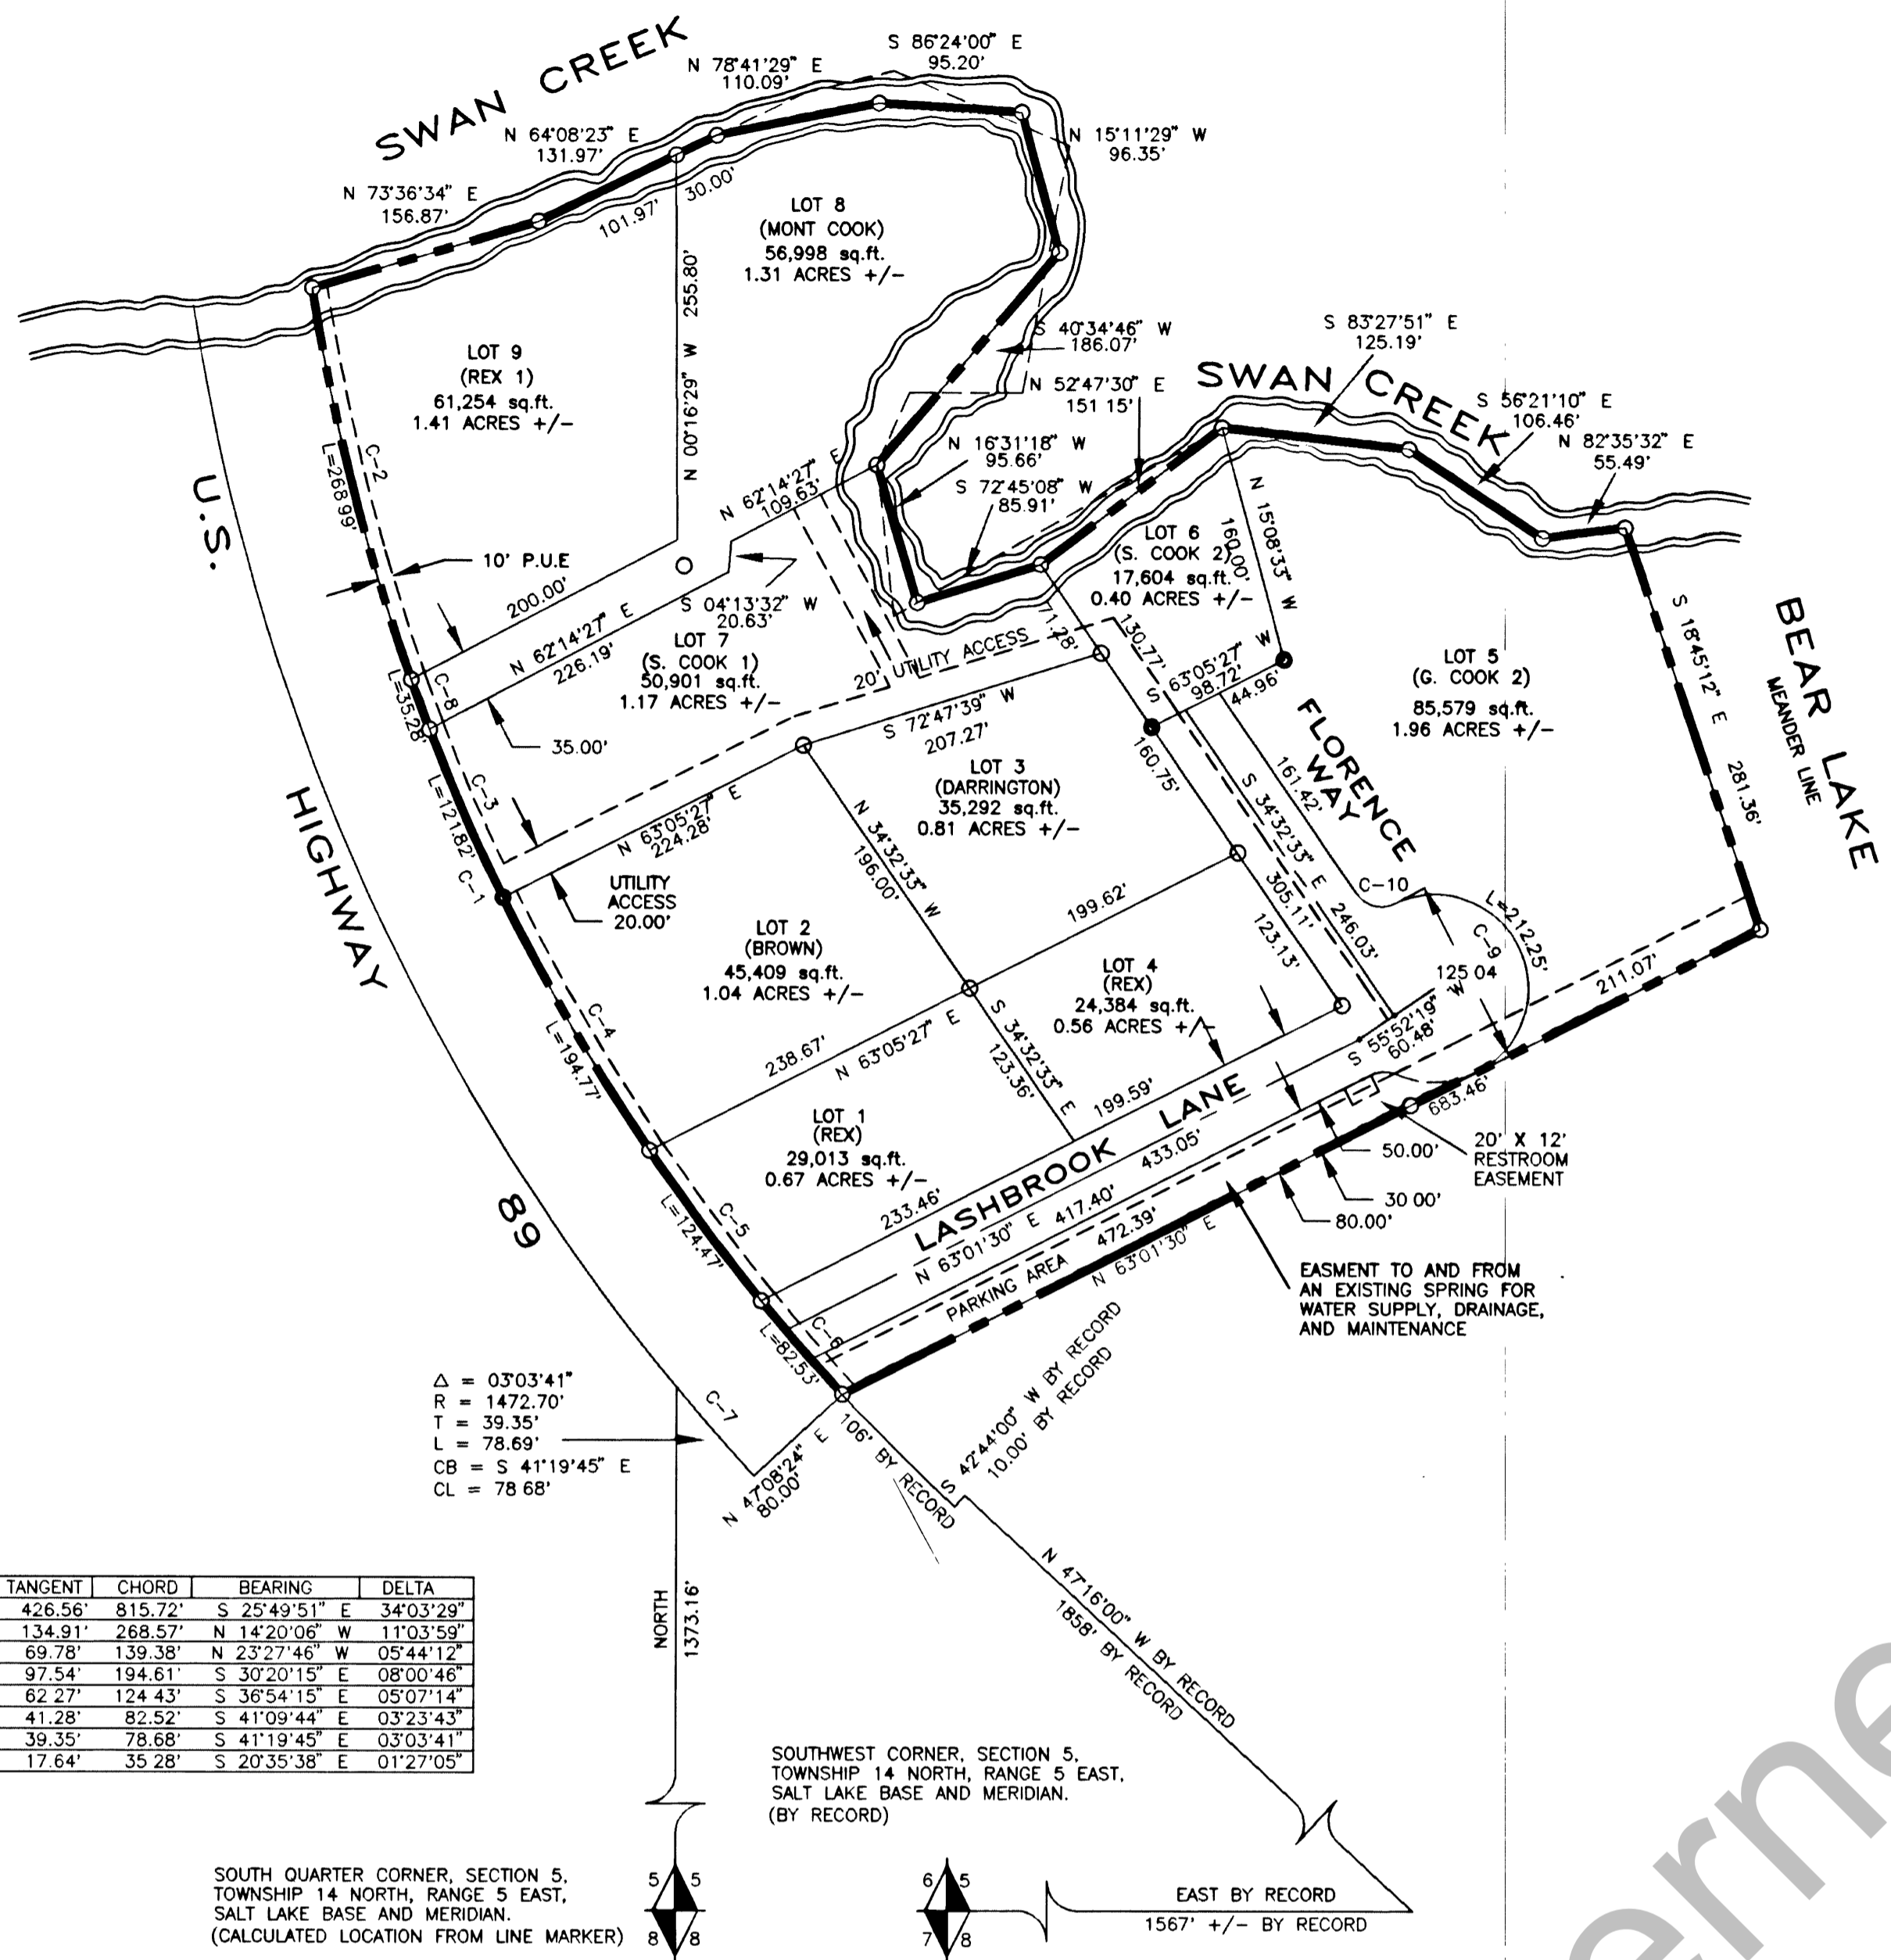 SWAN CREEK
N 78°41'29" E
110.09'
S 86°24'00" E
95.20'
N 64°08'23" E
131.97'
N 15°11'29" W
96.35'
N 73°36'34" E
156.87'
30.00'
101.97'
LOT 8
(MONT COOK)
56,998 sq.ft.
1.31 ACRES +/-
N 00°16'29" W 255.80'
LOT 9
(REX 1)
61,254 sq.ft.
1.41 ACRES +/-
S 40°34'46" W
186.07'
S 83°27'51" E
125.19'
SWAN CREEK
N 52°47'30" E
151 15'
S 56°21'10" E
106.46'
N 82°35'32" E
55.49'
N 16°31'18" W
95.66'
S 72°45'08" W
85.91'
N 62°14'27" E
109.63'
C-2
L=268.99'
U.S.
HIGHWAY
89
10' P.U.E
200.00'
N 62°14'27" E
226.19'
S 04°13'32" W
20.63'
LOT 7
(S. COOK 1)
50,901 sq.ft.
1.17 ACRES +/-
LOT 6
(S. COOK 2)
17,604 sq.ft.
0.40 ACRES +/-
N 15°08'33" W
160.00'
LOT 5
(G. COOK 2)
85,579 sq.ft.
1.96 ACRES +/-
S 18°45'12" E 281.36'
BEAR LAKE
MEANDER LINE
C-8
L=35.28'
35.00'
20' UTILITY ACCESS
71.28'
130.77'
S 63°05'27" W
98.72'
44.96'
S 72°47'39" W
207.27'
FLORENCE
WAY
160.75'
161.42'
S 34°32'33" E 246.03'
305.11'
C-3
L=121.82'
C-1
N 63°05'27" E
224.28'
LOT 3
(DARRINGTON)
35,292 sq.ft.
0.81 ACRES +/-
UTILITY
ACCESS
20.00'
N 34°32'33" W
196.00'
199.62'
C-10
L=212.25'
C-9
125 04
211.07'
LOT 2
(BROWN)
45,409 sq.ft.
1.04 ACRES +/-
LOT 4
(REX)
24,384 sq.ft.
0.56 ACRES +/-
123.13'
C-4
L=194.77'
238.67'
N 63°05'27" E
S 34°32'33" E
123.36'
S 55°52'19" W
60.48'
199.59'
LOT 1
(REX)
29,013 sq.ft.
0.67 ACRES +/-
C-5
L=124.47'
233.46'
LASHBROOK LANE
433.05'
N 63°01'30" E 417.40'
PARKING AREA 472.39'
N 63°01'30" E
683.46'
50.00'
30 00'
80.00'
20' X 12'
RESTROOM
EASEMENT
EASMENT TO AND FROM
AN EXISTING SPRING FOR
WATER SUPPLY, DRAINAGE,
AND MAINTENANCE
C-6
L=82.53'
C-7
Δ = 03°03'41"
R = 1472.70'
T = 39.35'
L = 78.69'
CB = S 41°19'45" E
CL = 78 68'
N 47°08'24" E
80.00'
106' BY RECORD
S 42°44'00" W BY RECORD
10.00' BY RECORD
N 47°16'00" W BY RECORD
1858' BY RECORD
NORTH
1373.16'
TANGENT CHORD BEARING DELTA
426.56' 815.72' S 25°49'51" E 34°03'29"
134.91' 268.57' N 14°20'06" W 11°03'59"
69.78' 139.38' N 23°27'46" W 05°44'12"
97.54' 194.61' S 30°20'15" E 08°00'46"
62 27' 124 43' S 36°54'15" E 05°07'14"
41.28' 82.52' S 41°09'44" E 03°23'43"
39.35' 78.68' S 41°19'45" E 03°03'41"
17.64' 35 28' S 20°35'38" E 01°27'05"
SOUTHWEST CORNER, SECTION 5,
TOWNSHIP 14 NORTH, RANGE 5 EAST,
SALT LAKE BASE AND MERIDIAN.
(BY RECORD)
SOUTH QUARTER CORNER, SECTION 5,
TOWNSHIP 14 NORTH, RANGE 5 EAST,
SALT LAKE BASE AND MERIDIAN.
(CALCULATED LOCATION FROM LINE MARKER)
5 5
8 8
6 5
7 8
EAST BY RECORD
1567' +/- BY RECORD